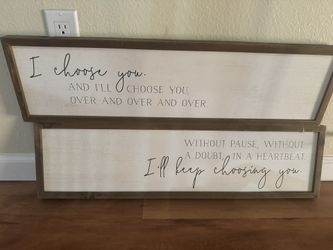 I choose you.
AND I'LL CHOOSE YOU,
OVER AND OVER AND OVER.
WITHOUT PAUSE, WITHOUT
A DOUBT, IN A HEARTBEAT.
I'll keep choosing you